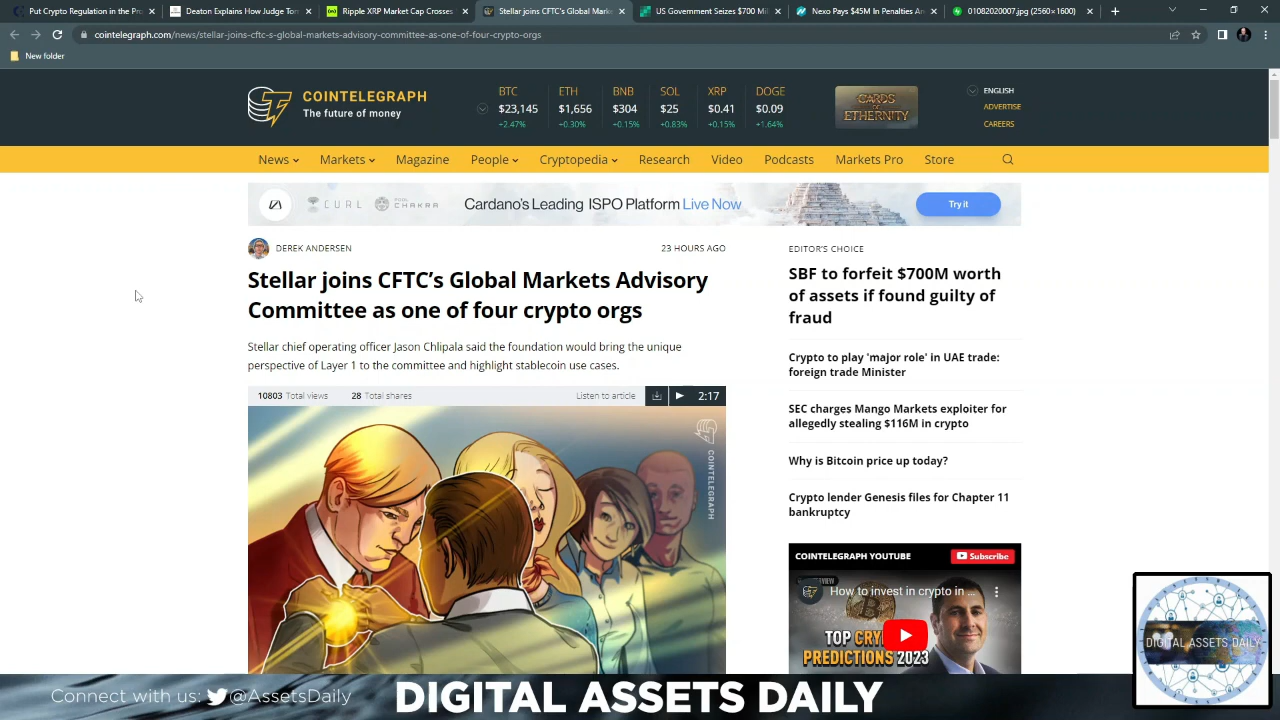 Put Crypto Regulation in the Pro
Deaton Explains How Judge Torr
Ripple XRP Market Cap Crosses
Stellar joins CFTC's Global Mark
US Government Seizes $700 Mil
Nexo Pays $45M In Penalties An
01082020007.jpg (2560×1100)
cointelegraph.com/news/stellar-joins-cftc-s-global-markets-advisory-committee-as-one-of-four-crypto-orgs
New folder
COINTELEGRAPH
The future of money
BTC ETH BNB SOL XRP DOGE
$23,145 $1,656 $304 $25 $0.41 $0.09
+2.47% +0.30% +0.15% +0.83% +0.15% +1.64%
CARDS
OF
ETHERNITY
ENGLISH
ADVERTISE
CAREERS
News Markets Magazine People Cryptopedia Research Video Podcasts Markets Pro Store
CURL CHAKRA Cardano's Leading ISPO Platform Live Now Try it
DEREK ANDERSEN 23 HOURS AGO
Stellar joins CFTC's Global Markets Advisory
Committee as one of four crypto orgs
Stellar chief operating officer Jason Chlipala said the foundation would bring the unique
perspective of Layer 1 to the committee and highlight stablecoin use cases.
10803 Total views 28 Total shares Listen to article 2:17
COINTELEGRAPH
EDITOR'S CHOICE
SBF to forfeit $700M worth
of assets if found guilty of
fraud
Crypto to play 'major role' in UAE trade:
foreign trade Minister
SEC charges Mango Markets exploiter for
allegedly stealing $116M in crypto
Why is Bitcoin price up today?
Crypto lender Genesis files for Chapter 11
bankruptcy
COINTELEGRAPH YOUTUBE Subscribe
How to invest in crypto in ...
TOP CRY
PREDICTIONS 2023
DIGITAL ASSETS DAILY
Connect with us: @AssetsDaily
DIGITAL ASSETS DAILY